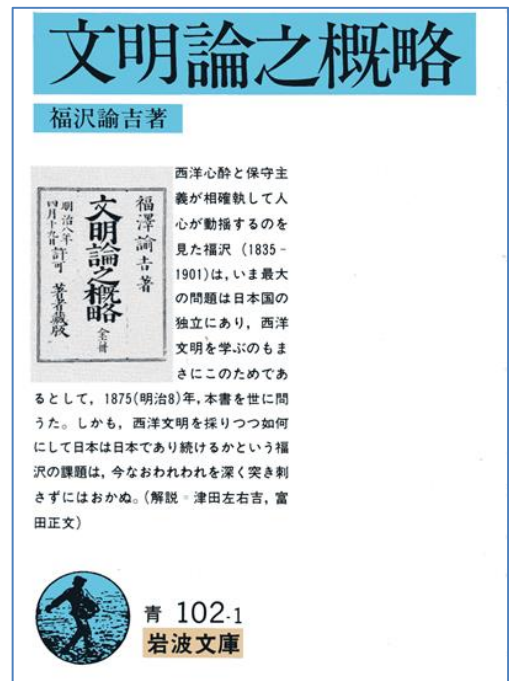 文明論之概略
福沢諭吉著
福澤諭吉著
文明論之概略 全六冊
明治八年
四月十九日許可 著者蔵版
西洋心酔と保守主
義が相確執して人
心が動揺するのを
見た福沢 (1835-
1901)は,いま最大
の問題は日本国の
独立にあり, 西洋
文明を学ぶのもま
さにこのためであ
るとして, 1875(明治8)年,本書を世に問
うた。しかも, 西洋文明を採りつつ如何
にして日本は日本であり続けるかという福
沢の課題は, 今なおわれわれを深く突き刺
さずにはおかぬ。(解説=津田左右吉, 富
田正文)
青 102-1
岩波文庫